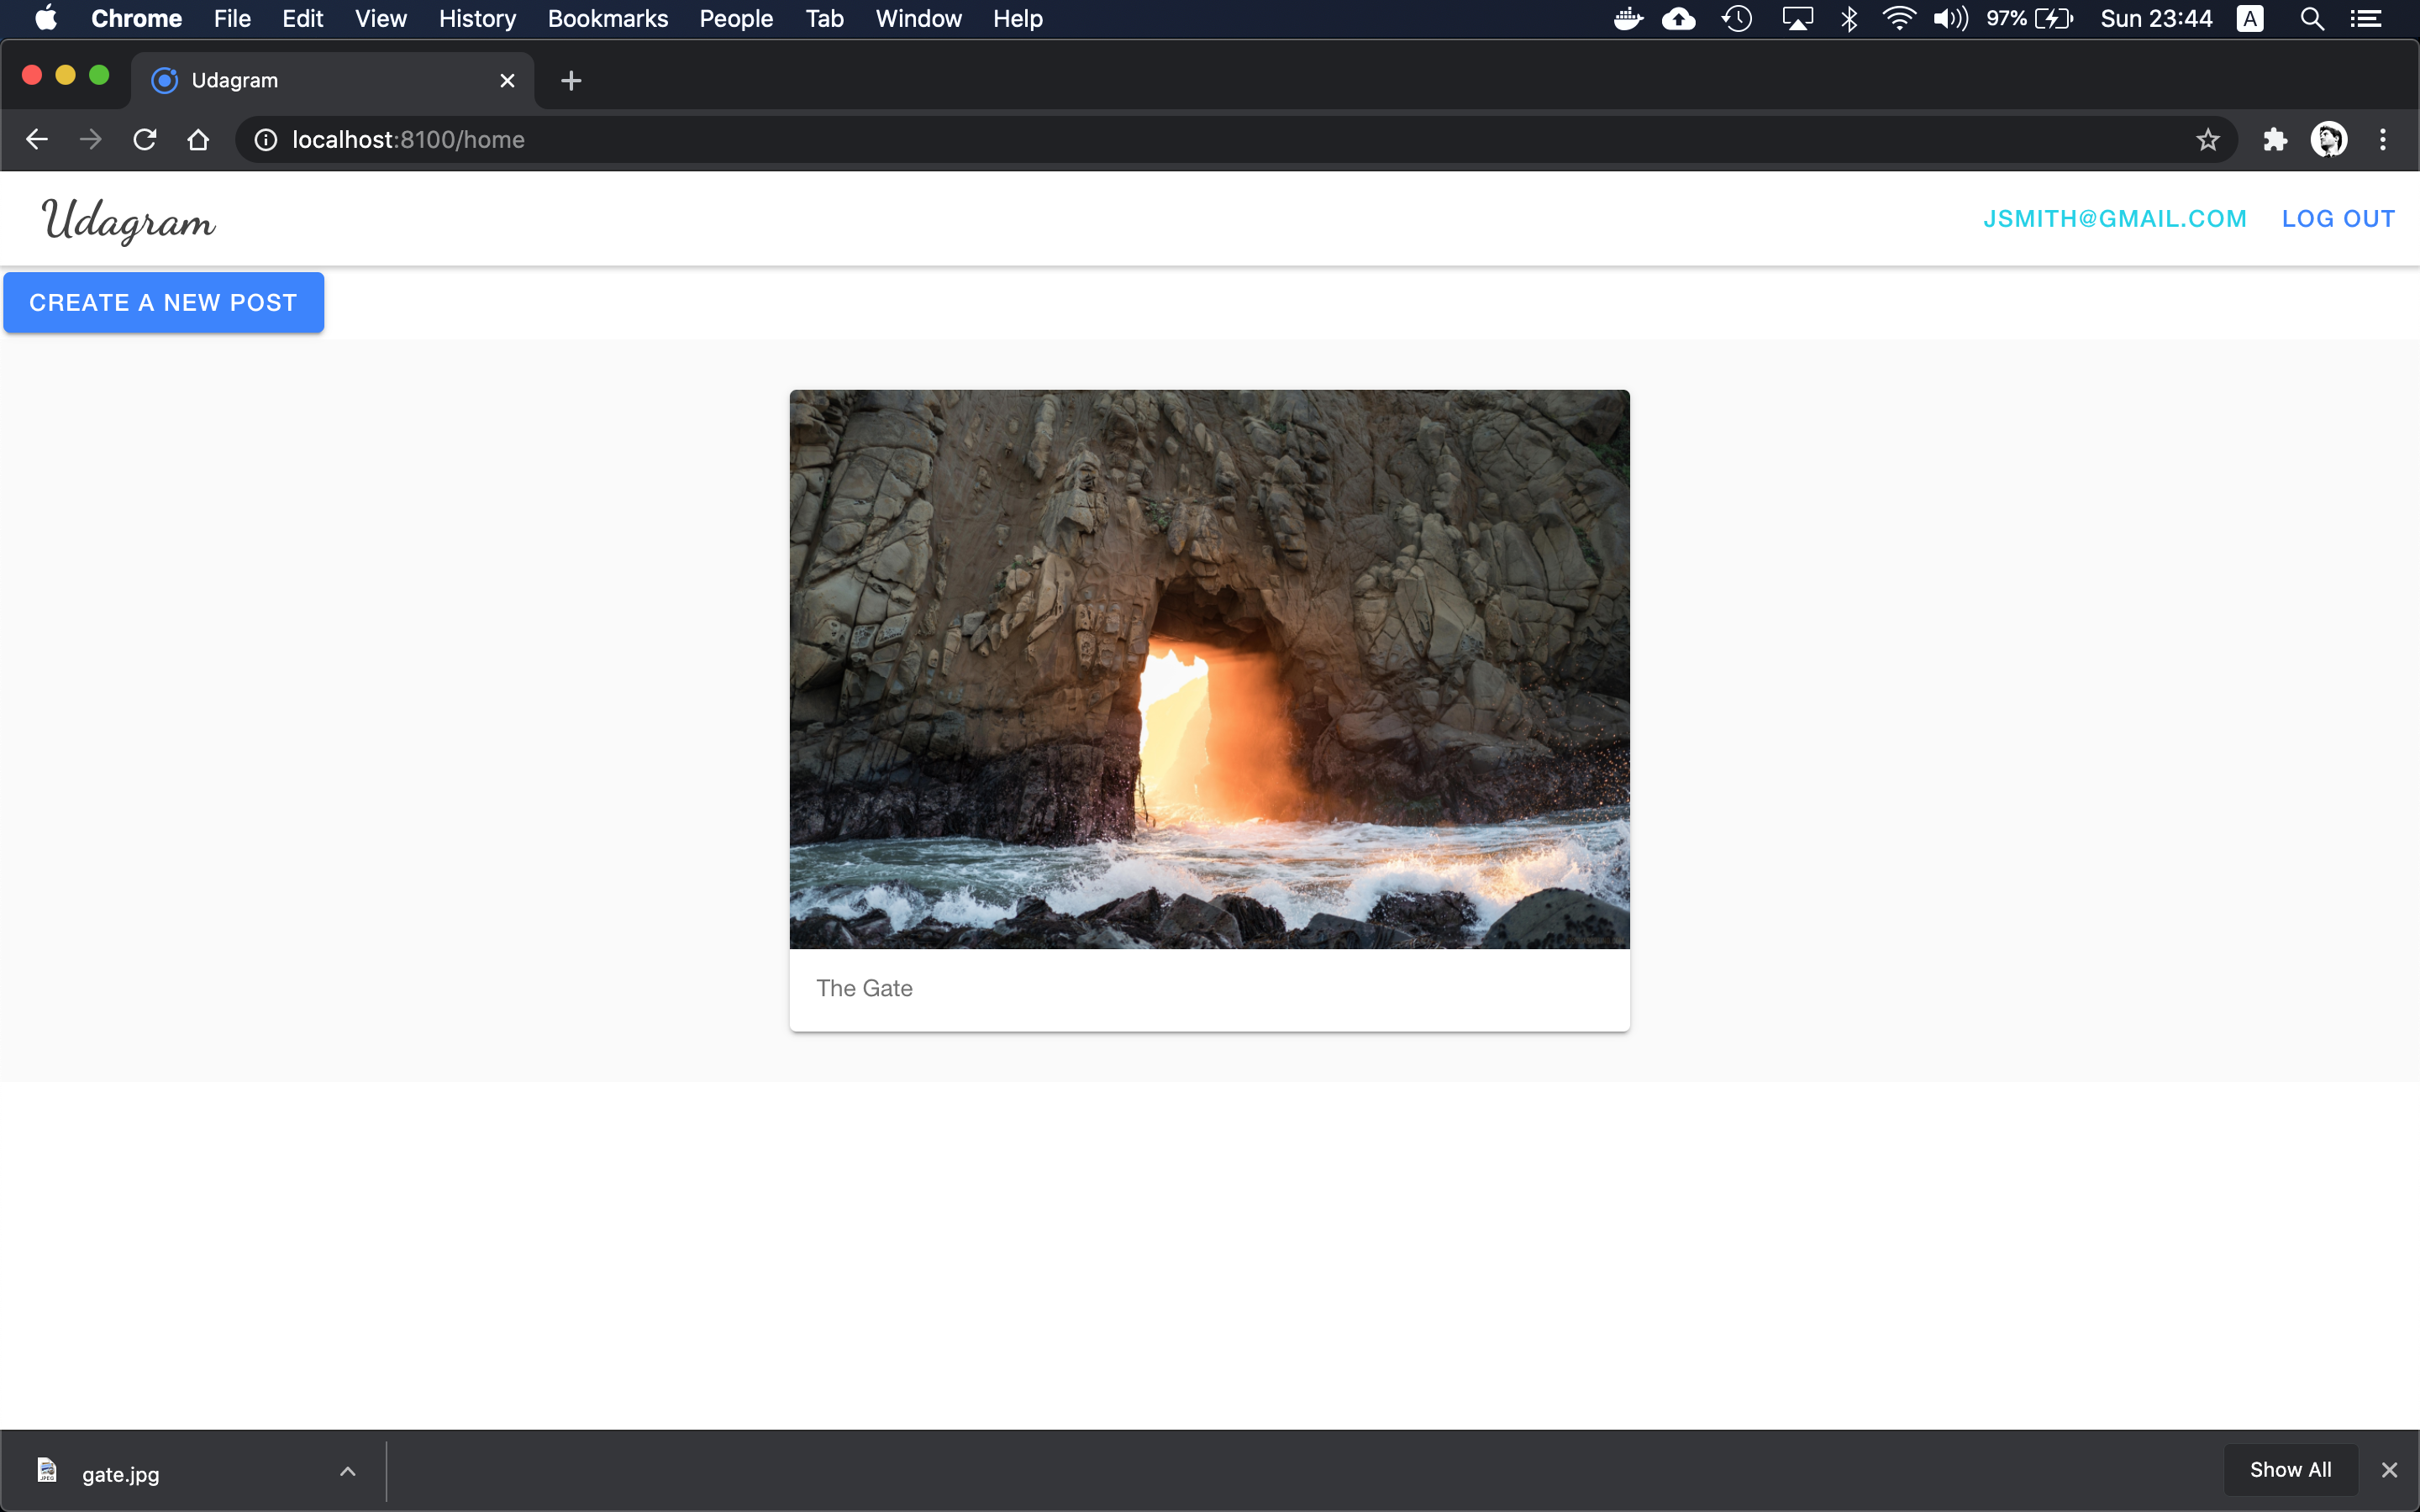 Chrome File Edit View History Bookmarks People Tab Window Help 97% Sun 23:44 A
Udagram
localhost:8100/home
Udagram JSMITH@GMAIL.COM LOG OUT
CREATE A NEW POST
The Gate
JPEG gate.jpg Show All